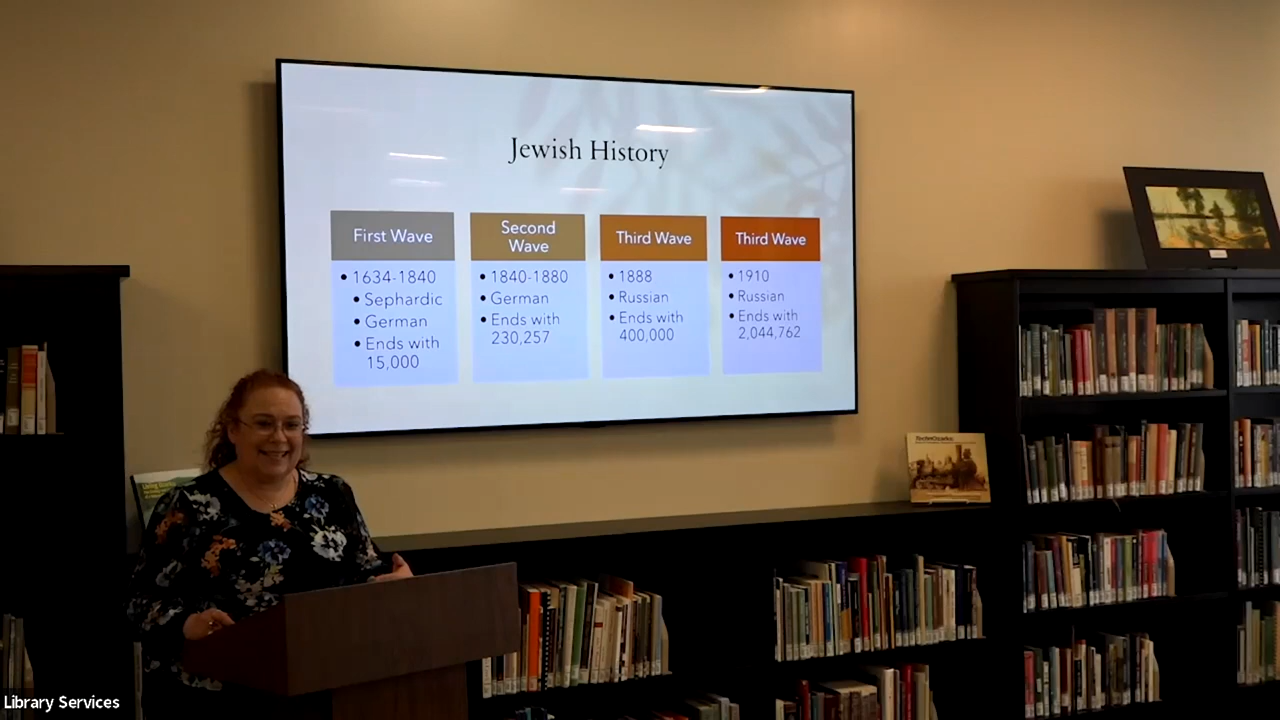 Jewish History
First Wave
• 1634-1840
• Sephardic
• German
• Ends with
15,000
Second
Wave
• 1840-1880
• German
• Ends with
230,257
Third Wave
• 1888
• Russian
• Ends with
400,000
Third Wave
• 1910
• Russian
• Ends with
2,044,762
Library Services